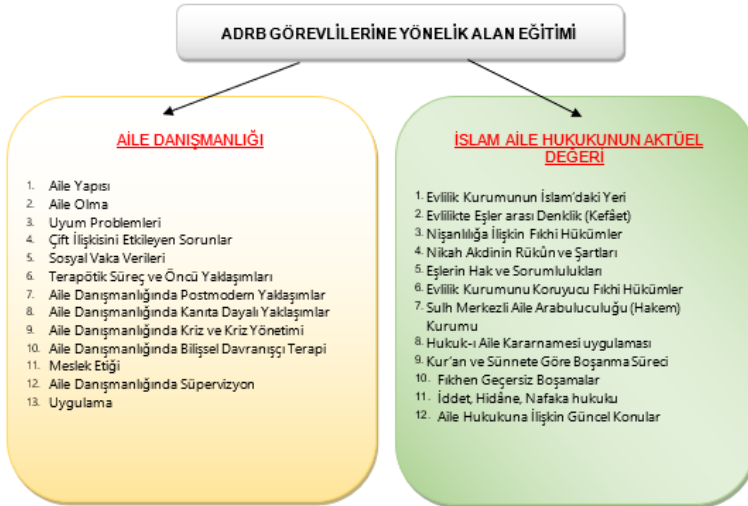 ADRB GÖREVLİLERİNE YÖNELİK ALAN EĞİTİMİ
AİLE DANIŞMANLIĞI
1. Aile Yapısı
2. Aile Olma
3. Uyum Problemleri
4. Çift İlişkisini Etkileyen Sorunlar
5. Sosyal Vaka Verileri
6. Terapötik Süreç ve Öncü Yaklaşımları
7. Aile Danışmanlığında Postmodern Yaklaşımlar
8. Aile Danışmanlığında Kanıta Dayalı Yaklaşımlar
9. Aile Danışmanlığında Kriz ve Kriz Yönetimi
10. Aile Danışmanlığında Bilişsel Davranışçı Terapi
11. Meslek Etiği
12. Aile Danışmanlığında Süpervizyon
13. Uygulama
İSLAM AİLE HUKUKUNUN AKTÜEL
DEĞERİ
1. Evlilik Kurumunun İslam'daki Yeri
2. Evlilikte Eşler arası Denklik (Kefâet)
3. Nişanlılığa İlişkin Fıkhi Hükümler
4. Nikah Akdinin Rükûn ve Şartları
5. Eşlerin Hak ve Sorumlulukları
6. Evlilik Kurumunu Koruyucu Fıkhi Hükümler
7. Sulh Merkezli Aile Arabuluculuğu (Hakem)
Kurumu
8. Hukuk-ı Aile Kararnamesi uygulaması
9. Kur'an ve Sünnete Göre Boşanma Süreci
10. Fıkhen Geçersiz Boşamalar
11. İddet, Hidâne, Nafaka hukuku
12. Aile Hukukuna İlişkin Güncel Konular